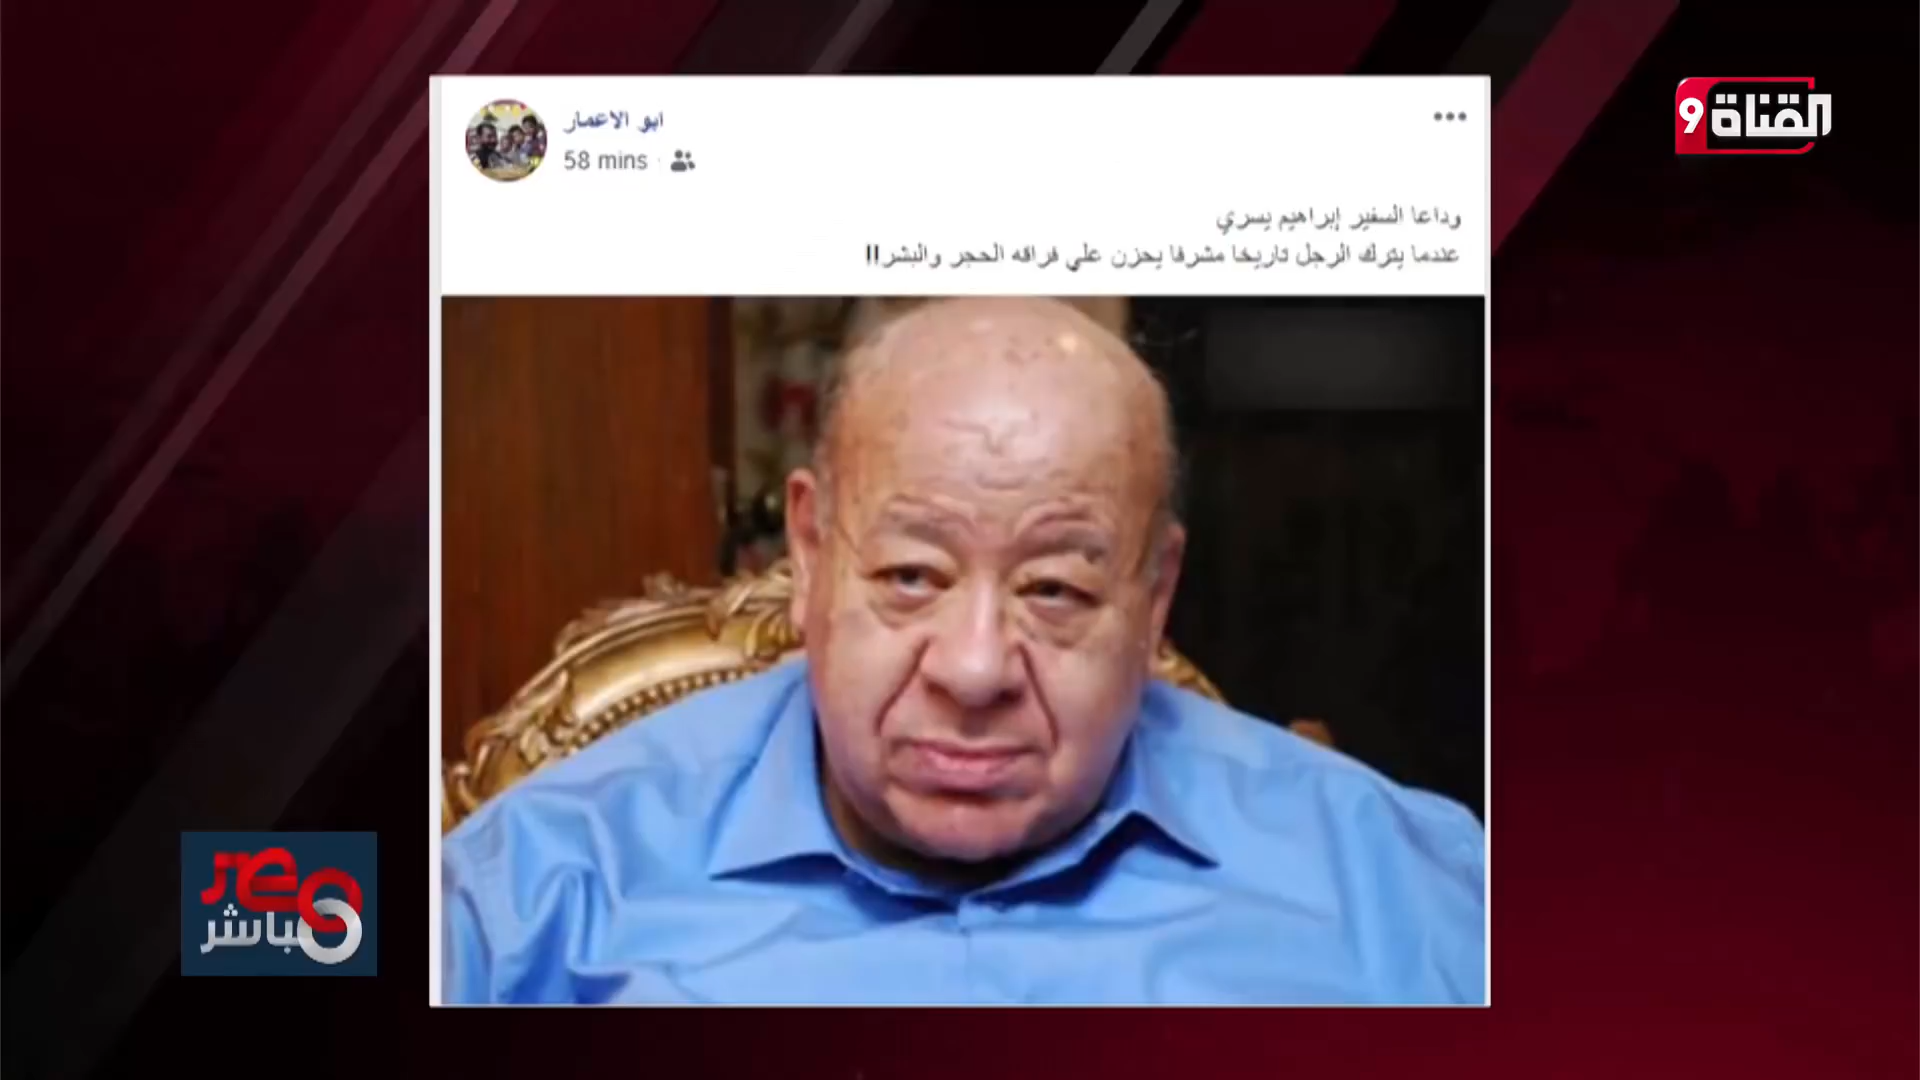 القناة 9
ابو الاعمار
58 mins
وداعا السفير إبراهيم يسري
عندما يترك الرجل تاريخا مشرفا يحزن علي فراقه الحجر والبشر!!
مصر
مباشر